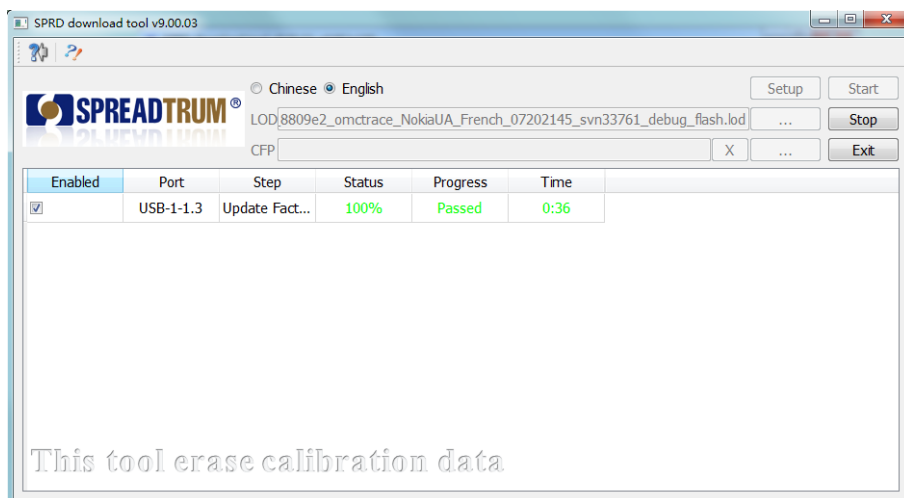 SPRD download tool v9.00.03
SPREADTRUM®
Chinese English Setup Start
LOD 8809e2_omctrace_NokiaUA_French_07202145_svn33761_debug_flash.lod ... Stop
CFP X ... Exit
Enabled Port Step Status Progress Time
USB-1-1.3 Update Fact... 100% Passed 0:36
This tool erase calibration data